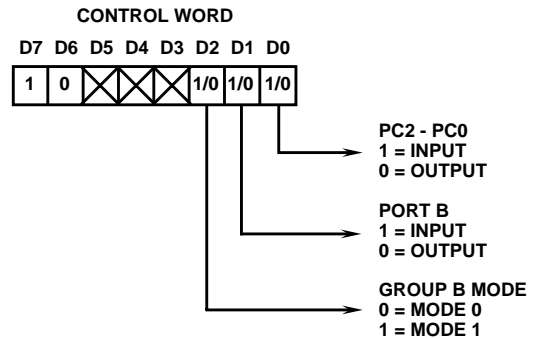 CONTROL WORD
D7 D6 D5 D4 D3 D2 D1 D0
1 0 1/0 1/0 1/0
PC2 - PC0
1 = INPUT
0 = OUTPUT
PORT B
1 = INPUT
0 = OUTPUT
GROUP B MODE
0 = MODE 0
1 = MODE 1